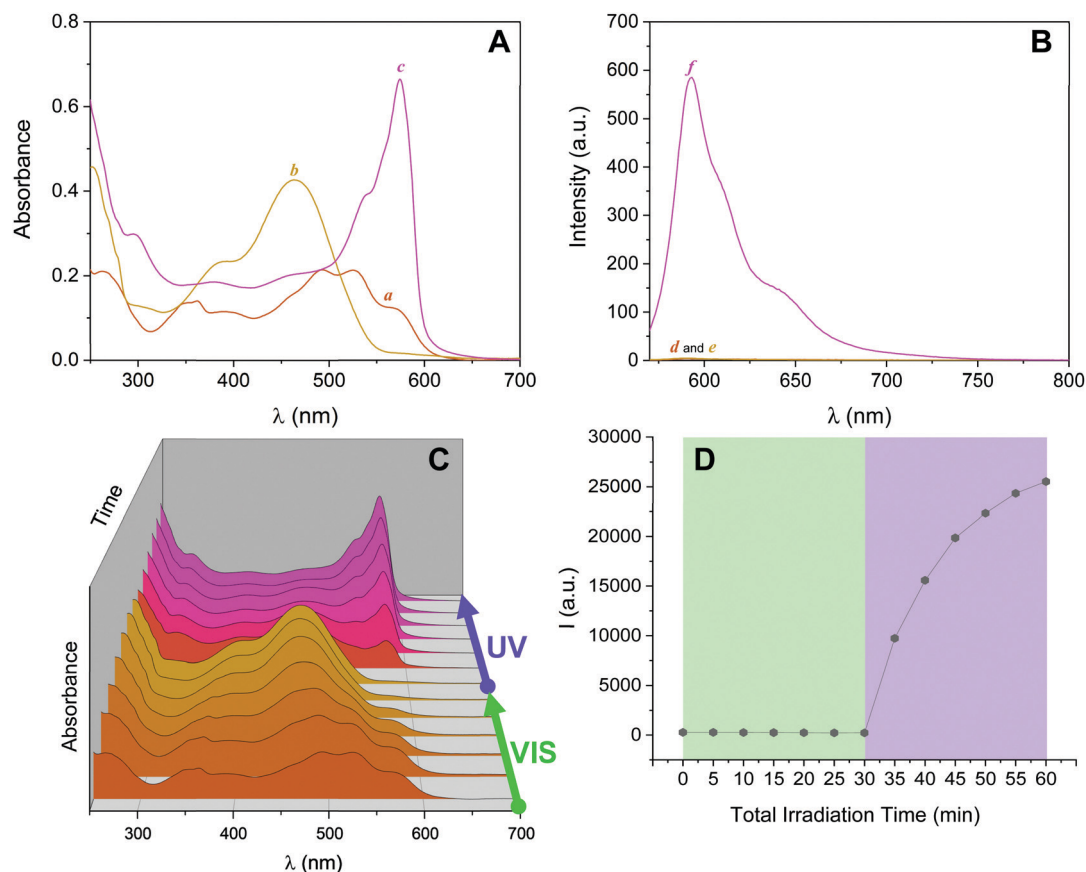 A
0.8
0.6
0.4
0.2
0.0
Absorbance
a
b
c
300
400
500
600
700
λ (nm)
B
700
600
500
400
300
200
100
0
Intensity (a.u.)
f
d and e
600
650
700
750
800
λ (nm)
C
Time
Absorbance
UV
VIS
300
400
500
600
700
λ (nm)
D
30000
25000
20000
15000
10000
5000
0
I (a.u.)
0
5
10
15
20
25
30
35
40
45
50
55
60
Total Irradiation Time (min)